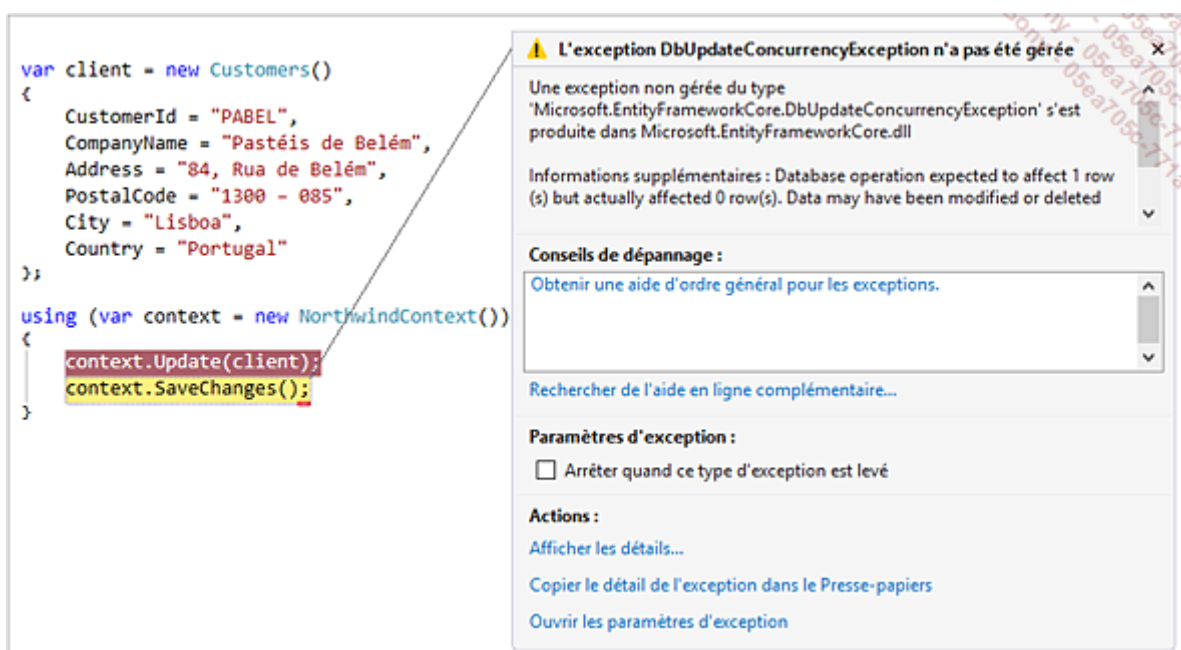 var client = new Customers()
{
CustomerId = "PABEL",
CompanyName = "Pastéis de Belém",
Address = "84, Rua de Belém",
PostalCode = "1300 – 085",
City = "Lisboa",
Country = "Portugal"
};
using (var context = new NorthwindContext())
{
context.Update(client);
context.SaveChanges();
}
L'exception DbUpdateConcurrencyException n'a pas été gérée
Une exception non gérée du type
'Microsoft.EntityFrameworkCore.DbUpdateConcurrencyException' s'est
produite dans Microsoft.EntityFrameworkCore.dll
Informations supplémentaires : Database operation expected to affect 1 row
(s) but actually affected 0 row(s). Data may have been modified or deleted
Conseils de dépannage :
Obtenir une aide d'ordre général pour les exceptions.
Rechercher de l'aide en ligne complémentaire...
Paramètres d'exception :
Arrêter quand ce type d'exception est levé
Actions :
Afficher les détails...
Copier le détail de l'exception dans le Presse-papiers
Ouvrir les paramètres d'exception